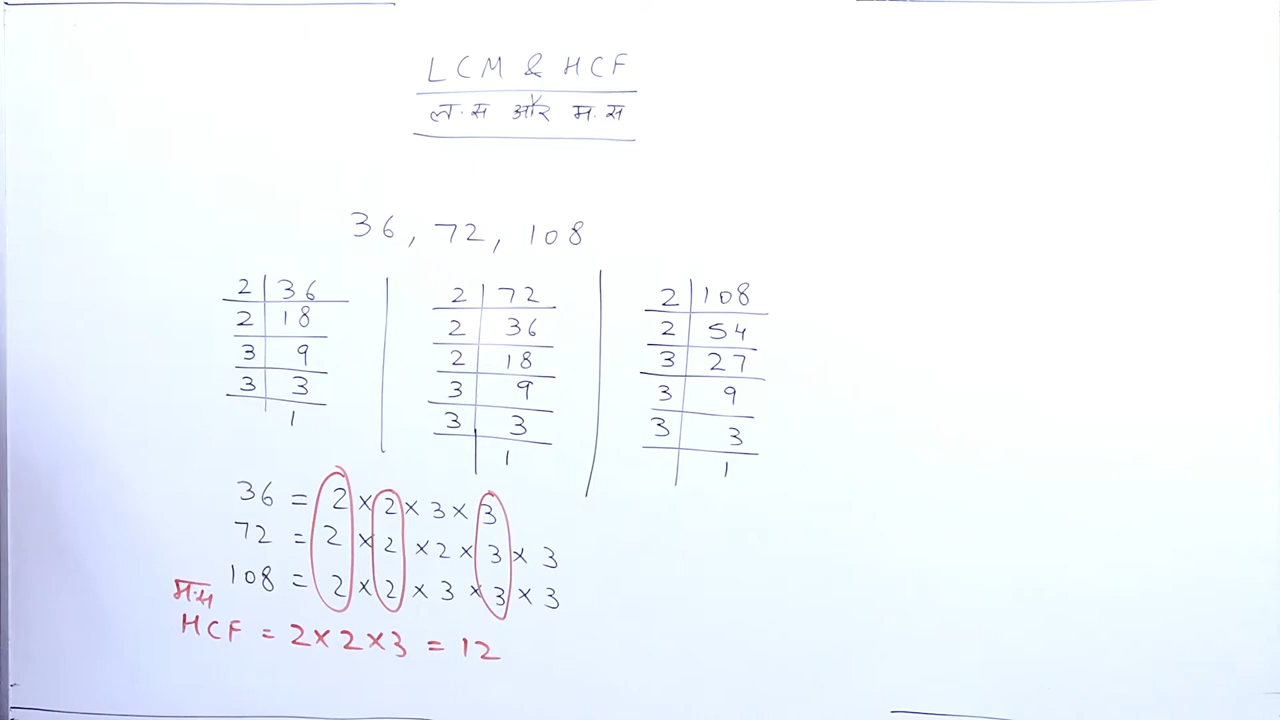 LCM & HCF
ल.स और म.स
36, 72, 108
2 | 36
2 | 18
3 | 9
3 | 3
1
2 | 72
2 | 36
2 | 18
3 | 9
3 | 3
1
2 | 108
2 | 54
3 | 27
3 | 9
3 | 3
1
36 = 2 × 2 × 3 × 3
72 = 2 × 2 × 2 × 3 × 3
108 = 2 × 2 × 3 × 3 × 3
म.स
HCF = 2×2×3 = 12